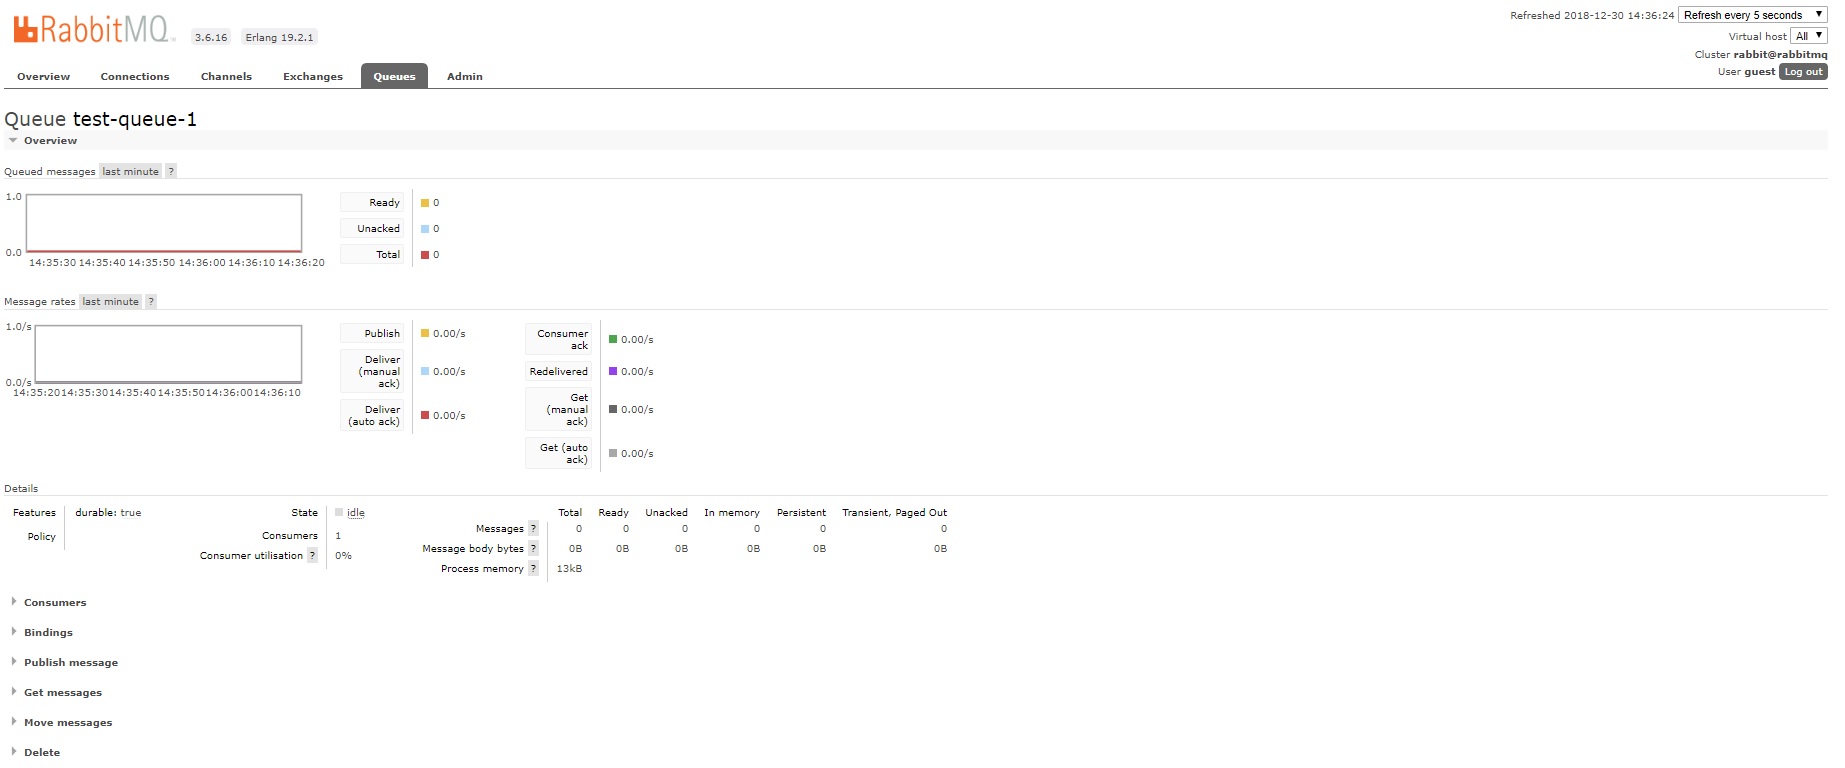 RabbitMQ 3.6.16 Erlang 19.2.1
Refreshed 2018-12-30 14:36:24 Refresh every 5 seconds
Virtual host All
Cluster rabbit@rabbitmq
User guest Log out
Overview Connections Channels Exchanges Queues Admin
Queue test-queue-1
Overview
Queued messages last minute ?
1.0
0.0
14:35:30 14:35:40 14:35:50 14:36:00 14:36:10 14:36:20
Ready 0
Unacked 0
Total 0
Message rates last minute ?
1.0/s
0.0/s
14:35:20 14:35:30 14:35:40 14:35:50 14:36:00 14:36:10
Publish 0.00/s
Deliver
(manual 0.00/s
ack)
Deliver
(auto ack) 0.00/s
Consumer
ack 0.00/s
Redelivered 0.00/s
Get
(manual 0.00/s
ack)
Get (auto
ack) 0.00/s
Details
Features durable: true
Policy
State idle
Consumers 1
Consumer utilisation ? 0%
Total Ready Unacked In memory Persistent Transient, Paged Out
Messages ? 0 0 0 0 0 0
Message body bytes ? 0B 0B 0B 0B 0B 0B
Process memory ? 13kB
Consumers
Bindings
Publish message
Get messages
Move messages
Delete